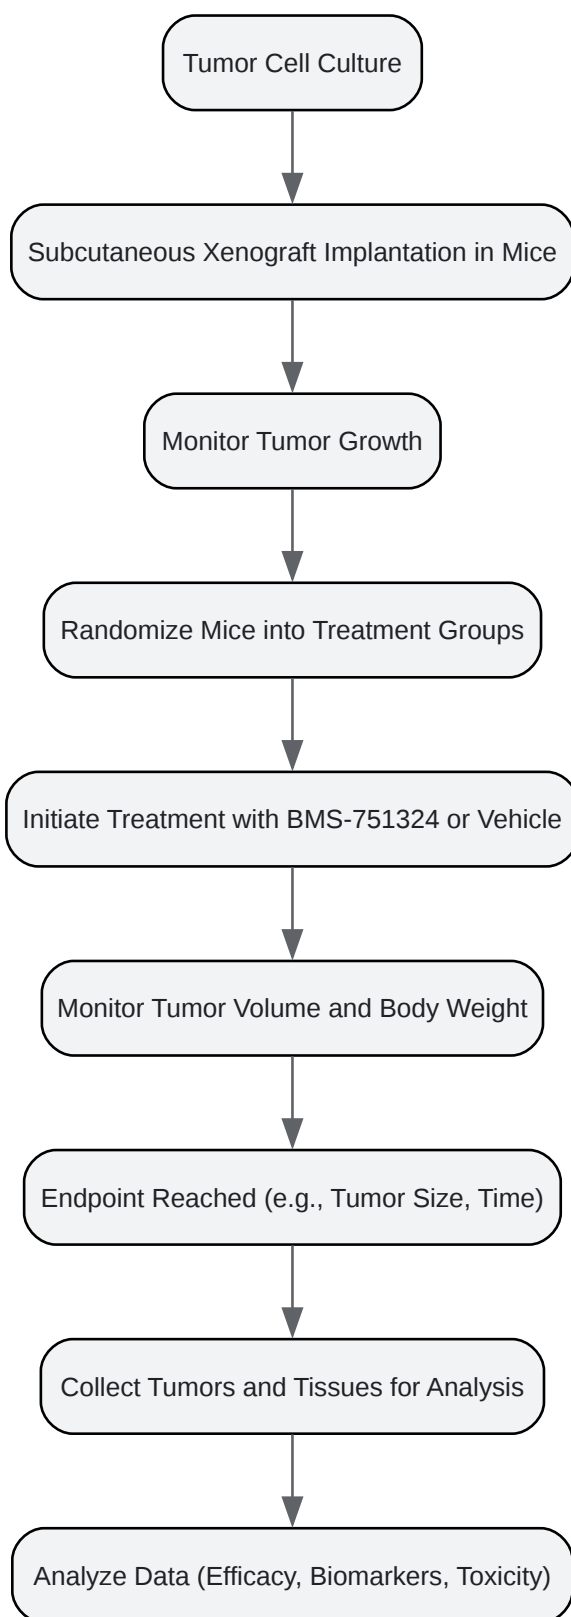 Tumor Cell Culture
Subcutaneous Xenograft Implantation in Mice
Monitor Tumor Growth
Randomize Mice into Treatment Groups
Initiate Treatment with BMS-751324 or Vehicle
Monitor Tumor Volume and Body Weight
Endpoint Reached (e.g., Tumor Size, Time)
Collect Tumors and Tissues for Analysis
Analyze Data (Efficacy, Biomarkers, Toxicity)